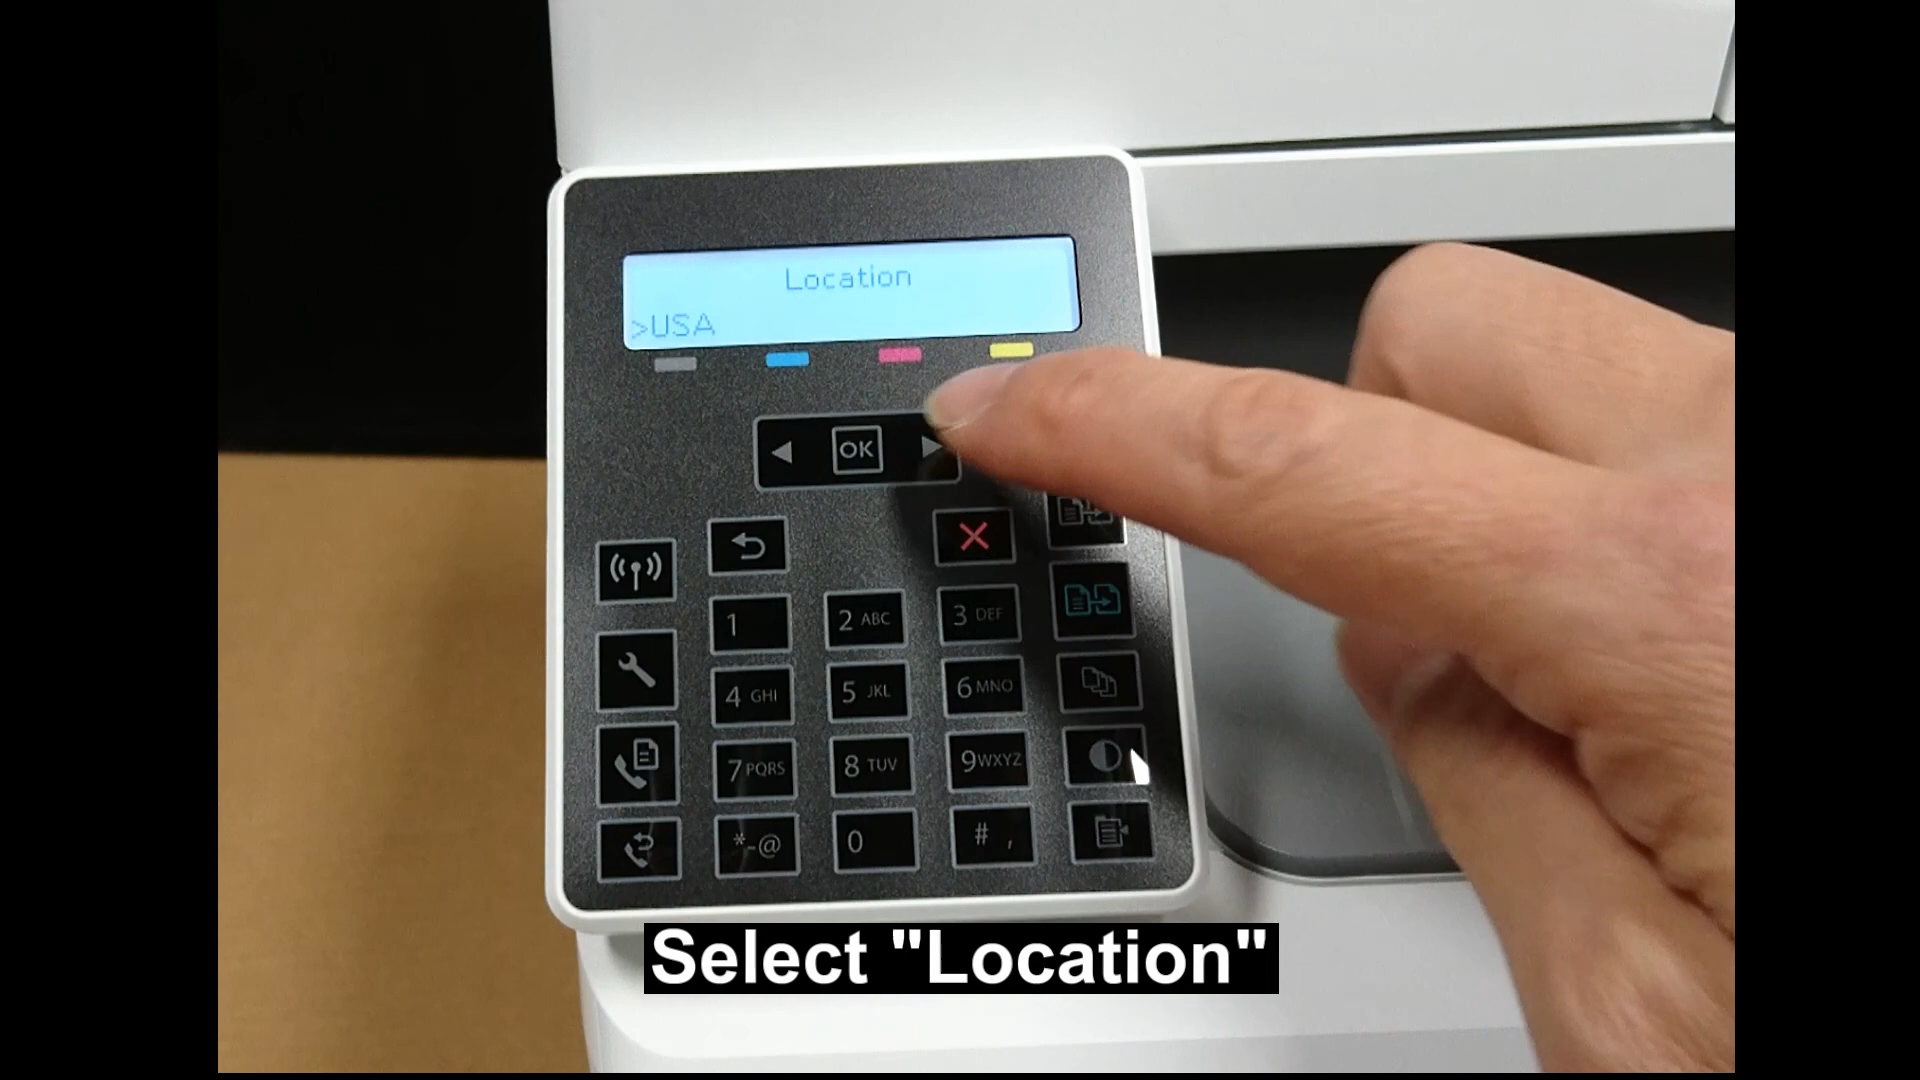 Location
>USA
OK
1
2 ABC
3 DEF
4 GHI
5 JKL
6 MNO
7 PQRS
8 TUV
9 WXYZ
*-@
0
# ,
Select "Location"